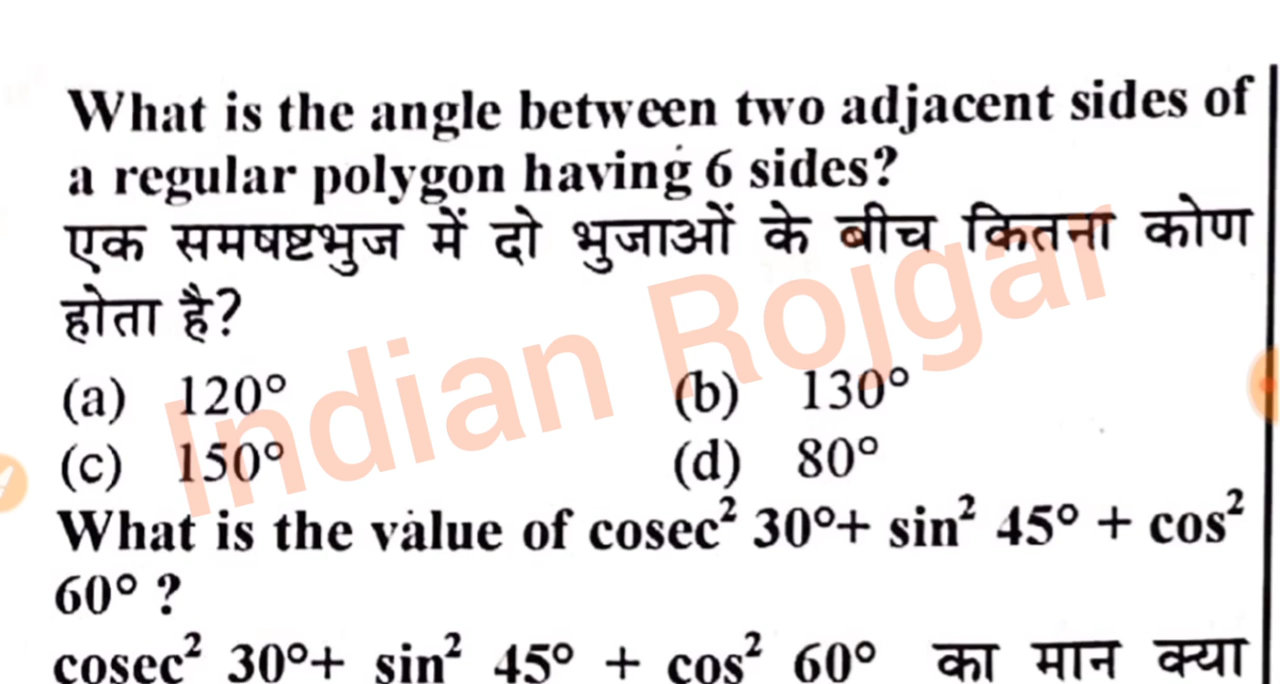 What is the angle between two adjacent sides of
a regular polygon having 6 sides?
एक समषष्टभुज में दो भुजाओं के बीच कितना कोण
होता है?
(a) 120° (b) 130°
(c) 150° (d) 80°
What is the value of cosec² 30°+ sin² 45° + cos²
60° ?
cosec² 30°+ sin² 45° + cos² 60° का मान क्या
Indian Rojgar